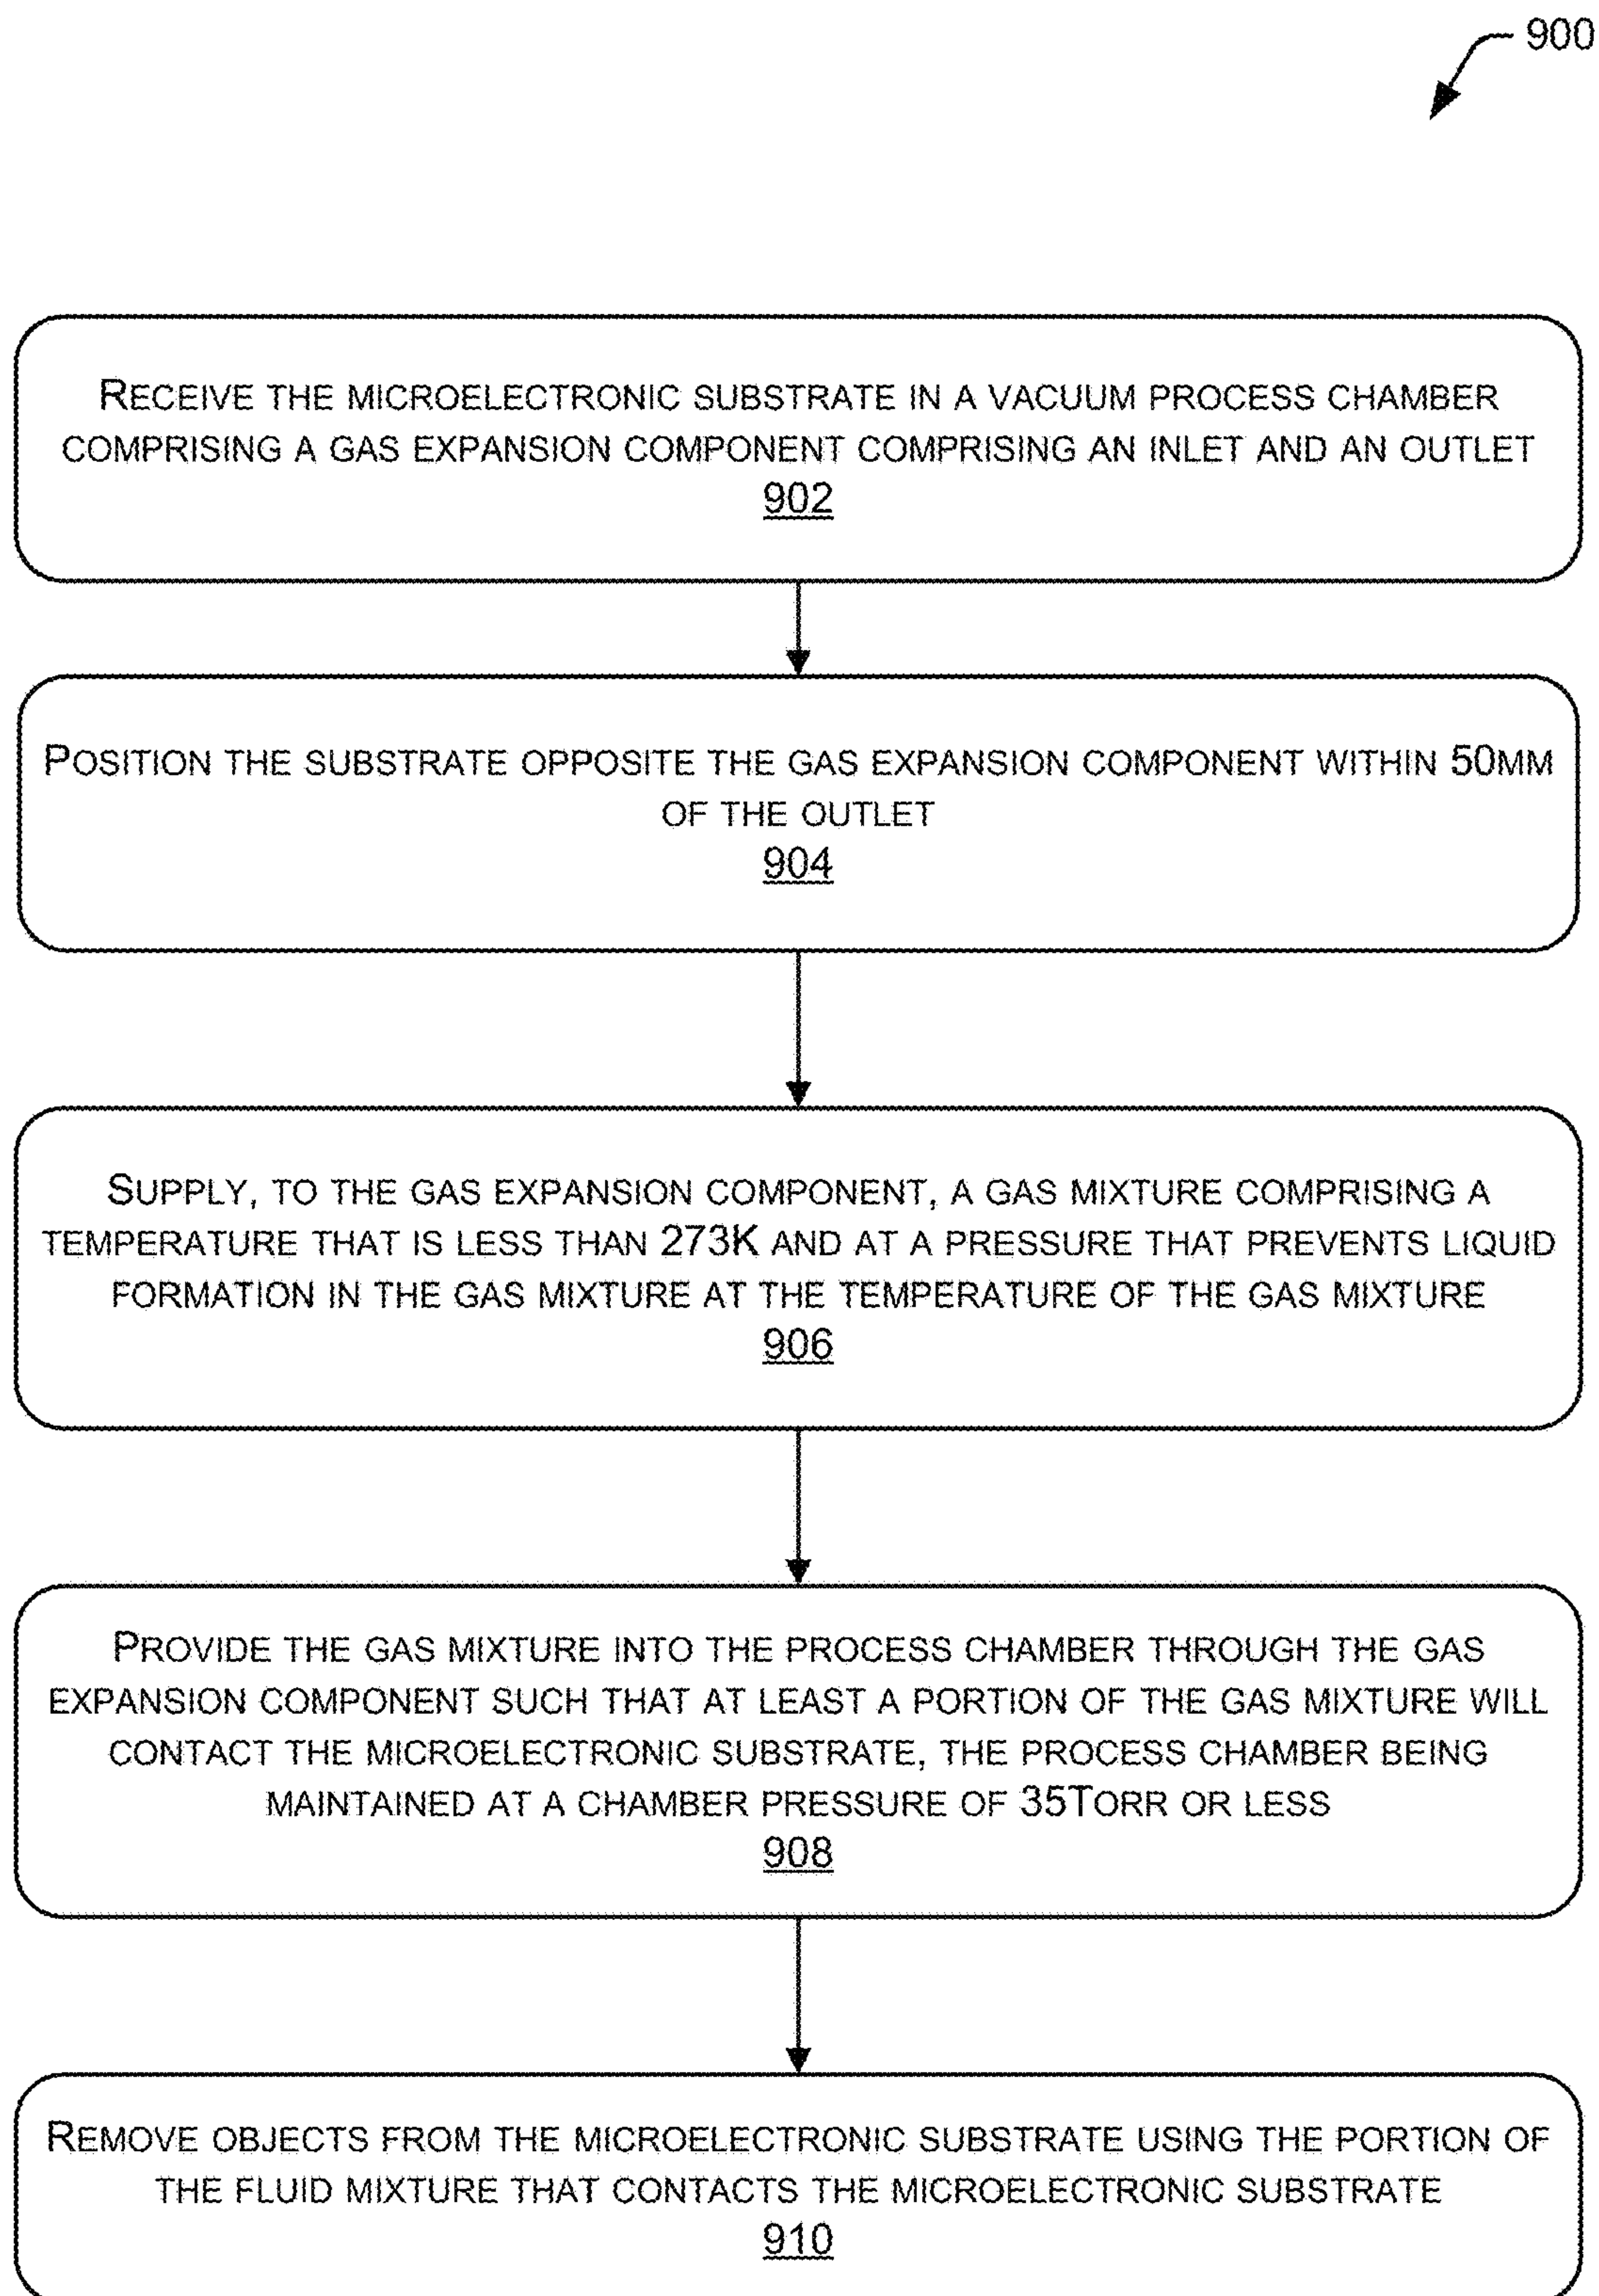 900
RECEIVE THE MICROELECTRONIC SUBSTRATE IN A VACUUM PROCESS CHAMBER
COMPRISING A GAS EXPANSION COMPONENT COMPRISING AN INLET AND AN OUTLET
902
POSITION THE SUBSTRATE OPPOSITE THE GAS EXPANSION COMPONENT WITHIN 50MM
OF THE OUTLET
904
SUPPLY, TO THE GAS EXPANSION COMPONENT, A GAS MIXTURE COMPRISING A
TEMPERATURE THAT IS LESS THAN 273K AND AT A PRESSURE THAT PREVENTS LIQUID
FORMATION IN THE GAS MIXTURE AT THE TEMPERATURE OF THE GAS MIXTURE
906
PROVIDE THE GAS MIXTURE INTO THE PROCESS CHAMBER THROUGH THE GAS
EXPANSION COMPONENT SUCH THAT AT LEAST A PORTION OF THE GAS MIXTURE WILL
CONTACT THE MICROELECTRONIC SUBSTRATE, THE PROCESS CHAMBER BEING
MAINTAINED AT A CHAMBER PRESSURE OF 35TORR OR LESS
908
REMOVE OBJECTS FROM THE MICROELECTRONIC SUBSTRATE USING THE PORTION OF
THE FLUID MIXTURE THAT CONTACTS THE MICROELECTRONIC SUBSTRATE
910